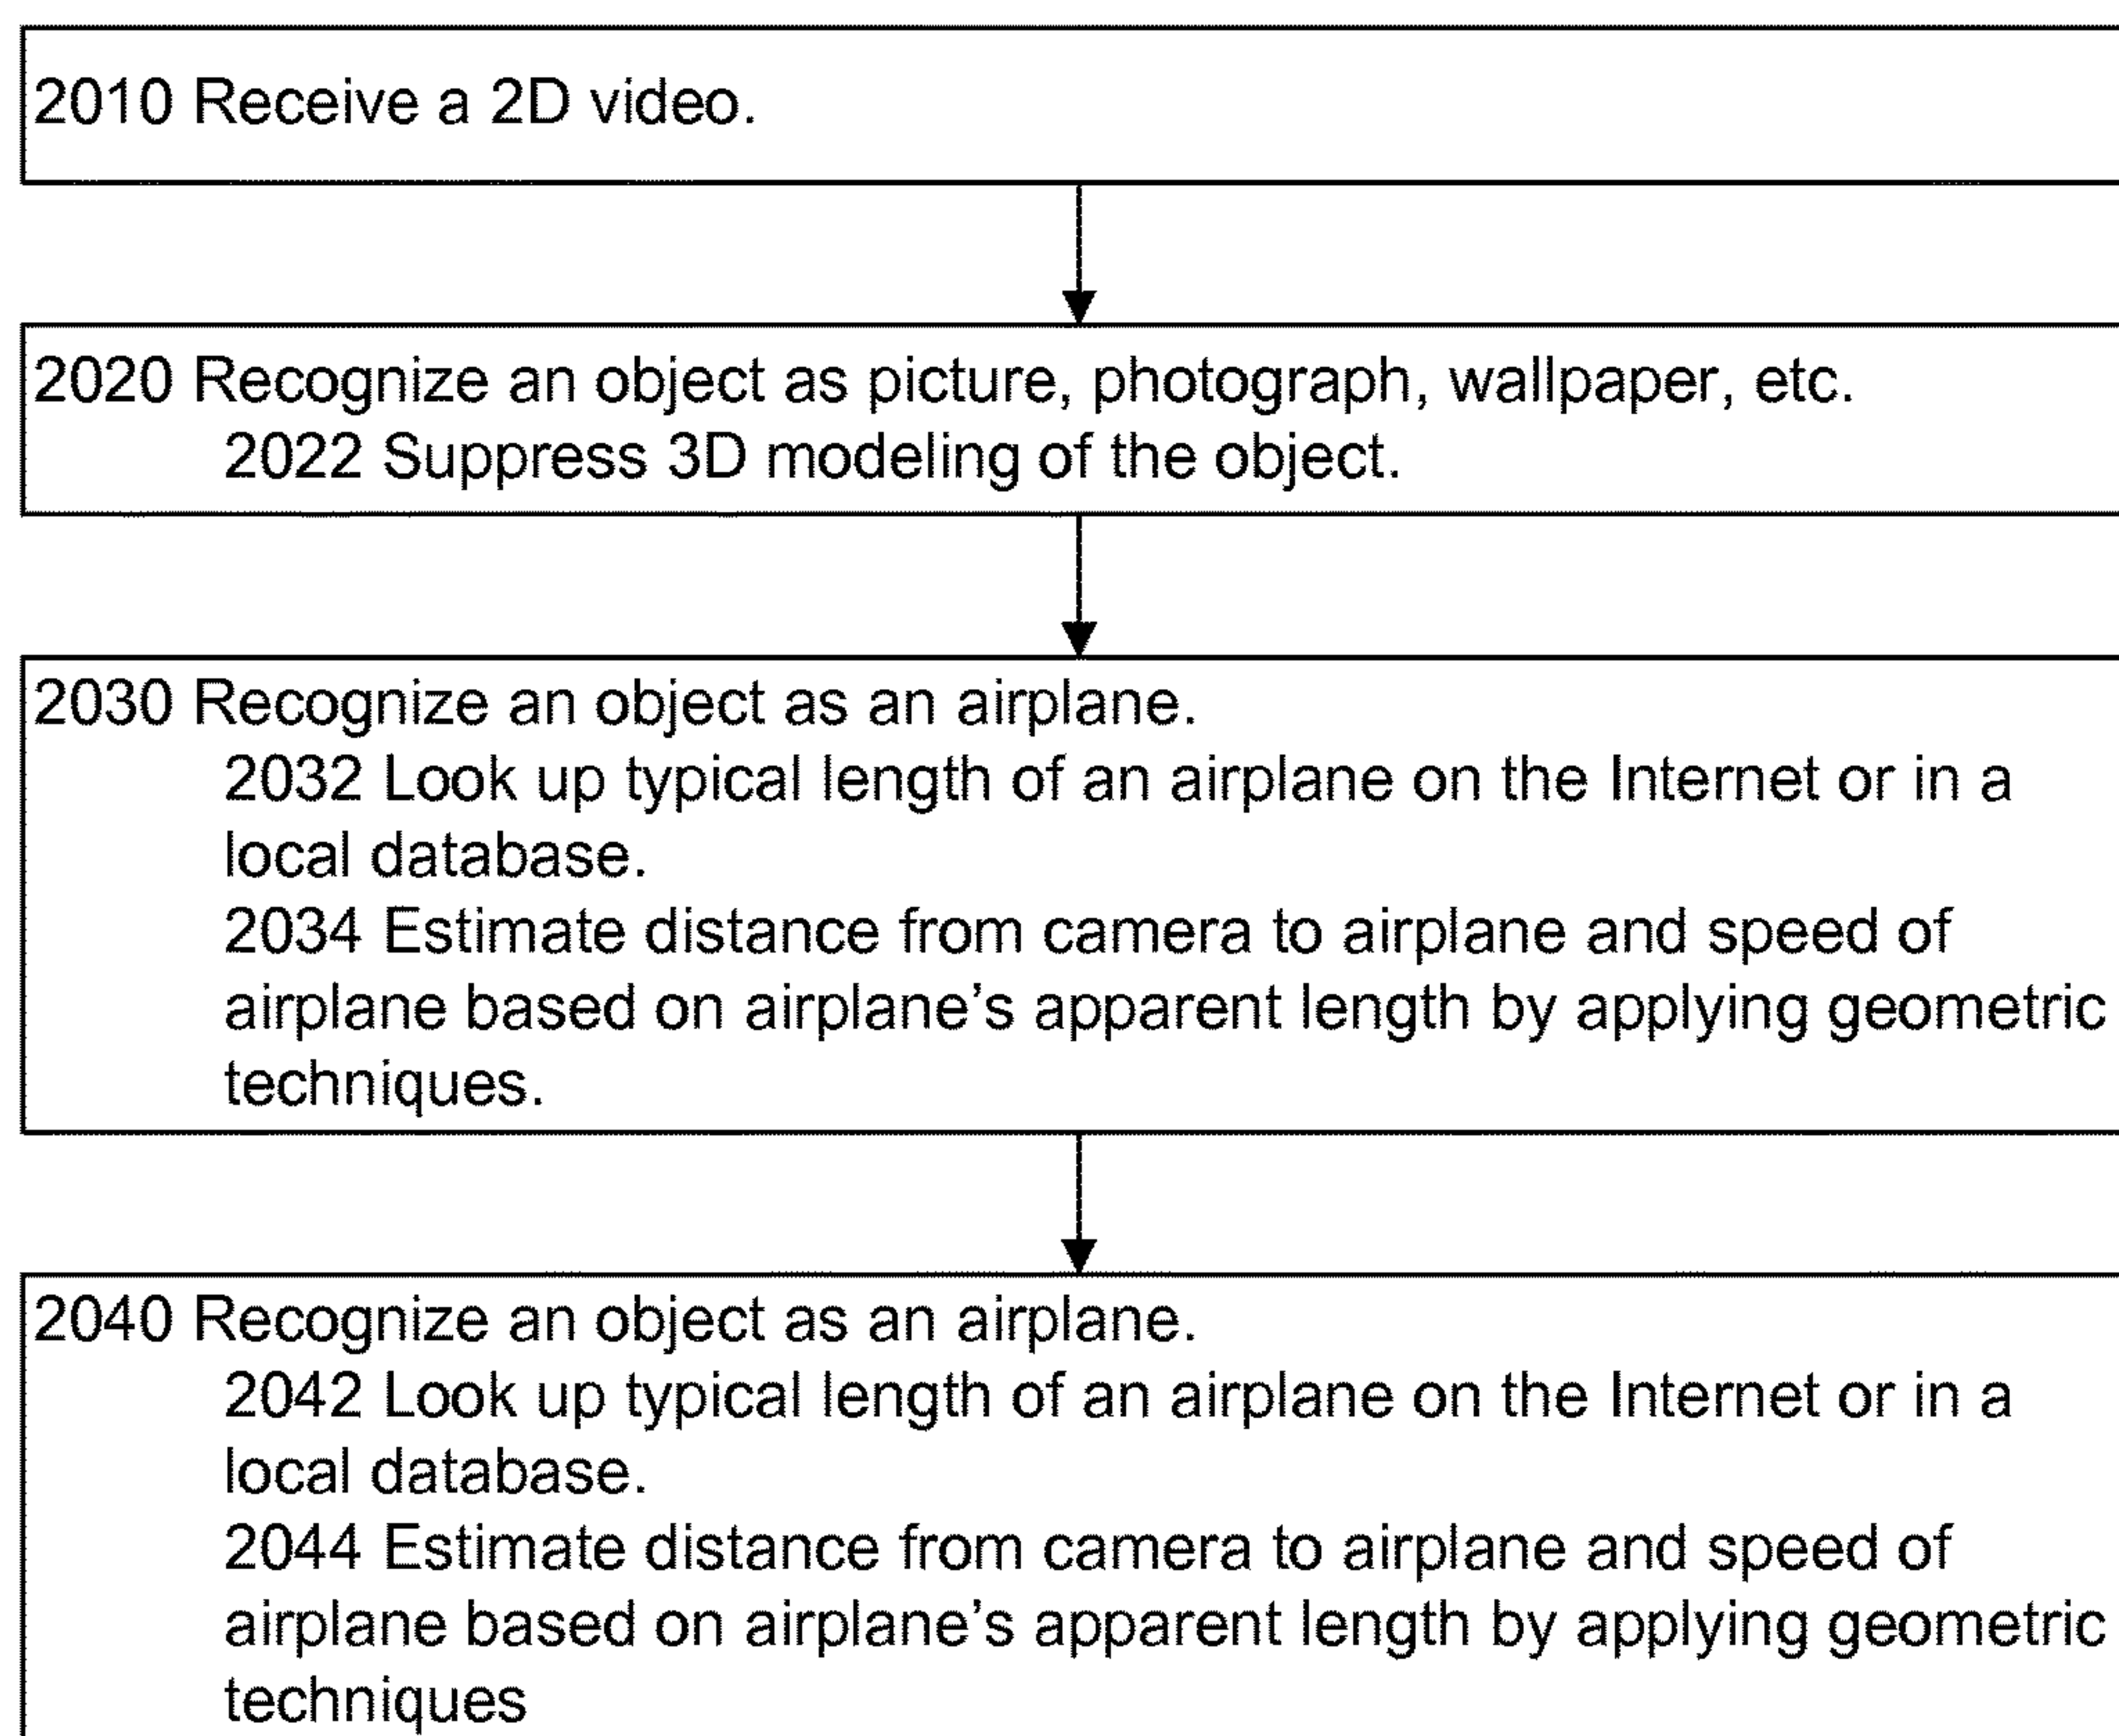 2010 Receive a 2D video.
2020 Recognize an object as picture, photograph, wallpaper, etc.
2022 Suppress 3D modeling of the object.
2030 Recognize an object as an airplane.
2032 Look up typical length of an airplane on the Internet or in a
local database.
2034 Estimate distance from camera to airplane and speed of
airplane based on airplane’s apparent length by applying geometric
techniques.
2040 Recognize an object as an airplane.
2042 Look up typical length of an airplane on the Internet or in a
local database.
2044 Estimate distance from camera to airplane and speed of
airplane based on airplane’s apparent length by applying geometric
techniques